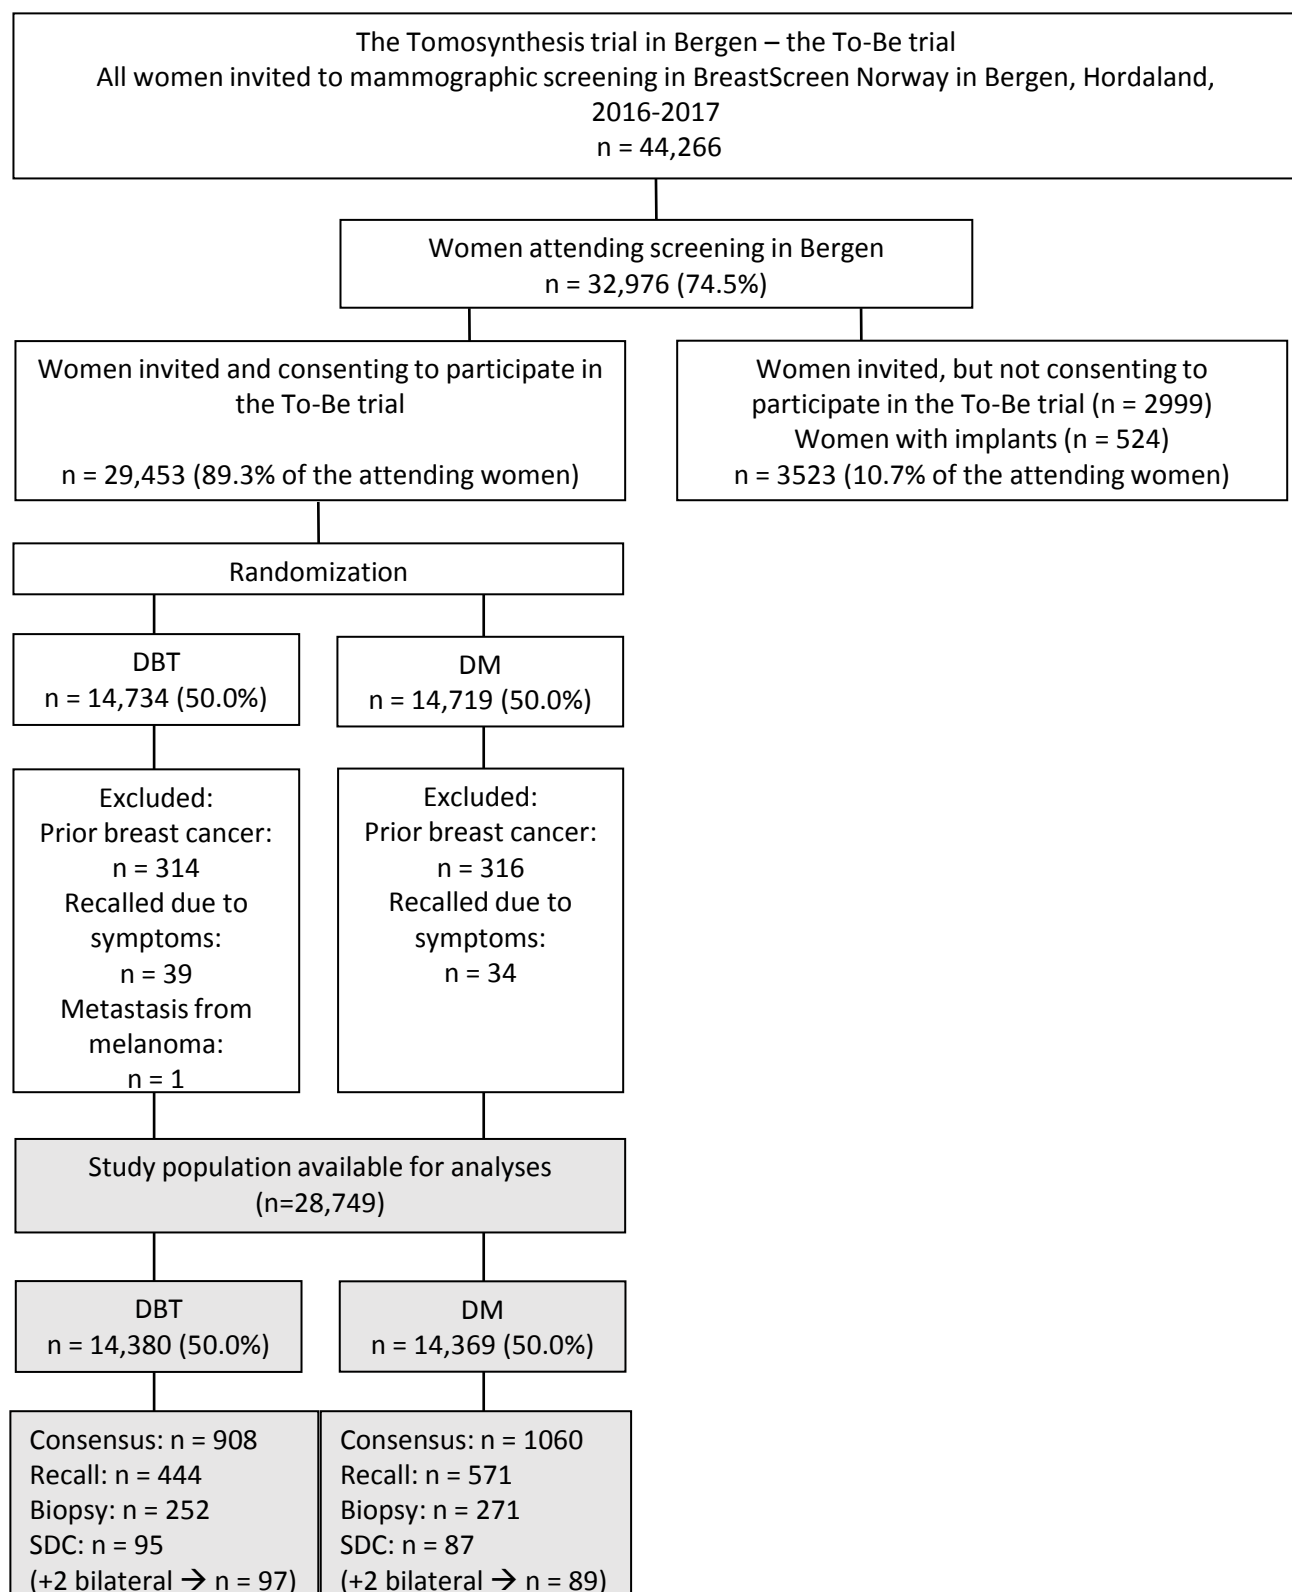 The Tomosynthesis trial in Bergen – the To-Be trial
All women invited to mammographic screening in BreastScreen Norway in Bergen, Hordaland,
2016-2017
n = 44,266
Women attending screening in Bergen
n = 32,976 (74.5%)
Women invited and consenting to participate in
the To-Be trial
n = 29,453 (89.3% of the attending women)
Women invited, but not consenting to
participate in the To-Be trial (n = 2999)
Women with implants (n = 524)
n = 3523 (10.7% of the attending women)
Randomization
DBT
n = 14,734 (50.0%)
DM
n = 14,719 (50.0%)
Excluded:
Prior breast cancer:
n = 314
Recalled due to
symptoms:
n = 39
Metastasis from
melanoma:
n = 1
Excluded:
Prior breast cancer:
n = 316
Recalled due to
symptoms:
n = 34
Study population available for analyses
(n=28,749)
DBT
n = 14,380 (50.0%)
DM
n = 14,369 (50.0%)
Consensus: n = 908
Recall: n = 444
Biopsy: n = 252
SDC: n = 95
(+2 bilateral → n = 97)
Consensus: n = 1060
Recall: n = 571
Biopsy: n = 271
SDC: n = 87
(+2 bilateral → n = 89)